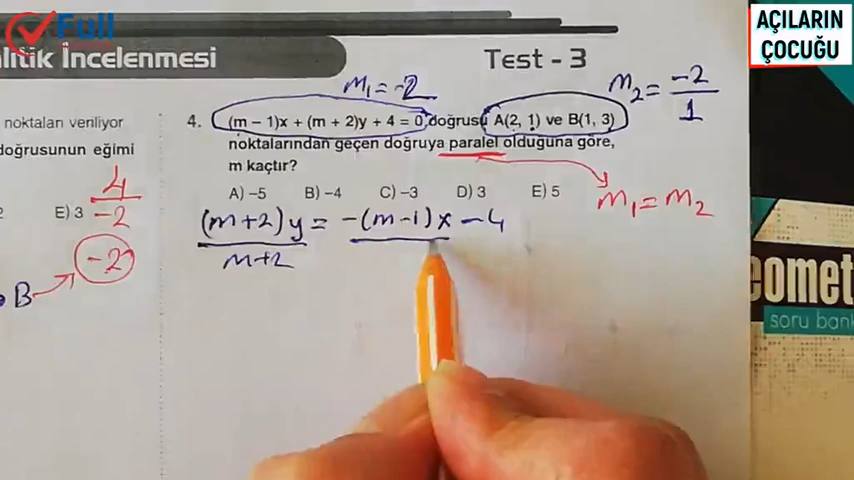 Full
AÇILARIN
ÇOCUĞU
litik İncelenmesi
Test - 3
m₁ = -2
m₂ = -2/1
noktaları veriliyor
doğrusunun eğimi
4. (m – 1)x + (m + 2)y + 4 = 0 doğrusu A(2, 1) ve B(1, 3)
noktalarından geçen doğruya paralel olduğuna göre,
m kaçtır?
A) –5 B) –4 C) –3 D) 3 E) 5
E) 3
4/-2
-2
B
m₁ = m₂
(m+2)y = -(m-1)x - 4
m+2
eomet
soru bank